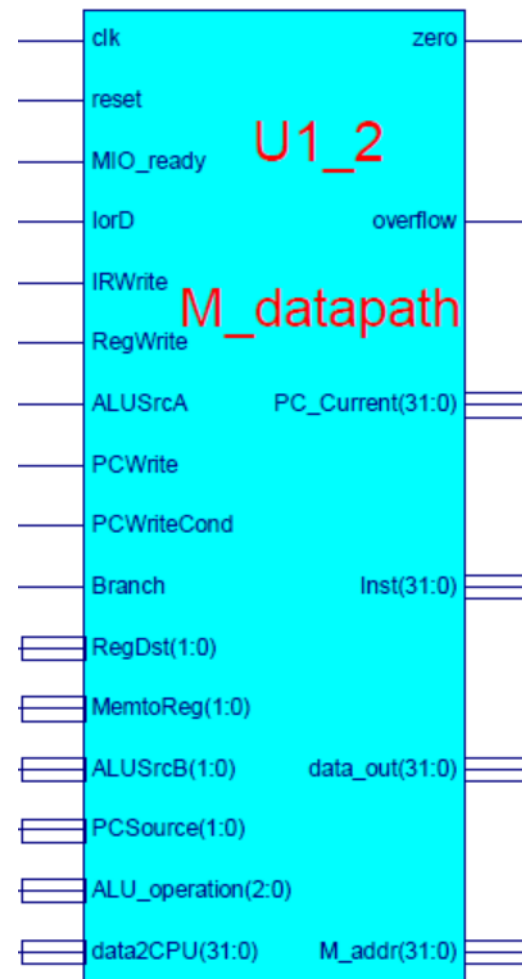 clk zero
reset
U1_2
MIO_ready
IorD overflow
IRWrite
M_datapath
RegWrite
ALUSrcA PC_Current(31:0)
PCWrite
PCWriteCond
Branch Inst(31:0)
RegDst(1:0)
MemtoReg(1:0)
ALUSrcB(1:0) data_out(31:0)
PCSource(1:0)
ALU_operation(2:0)
data2CPU(31:0) M_addr(31:0)